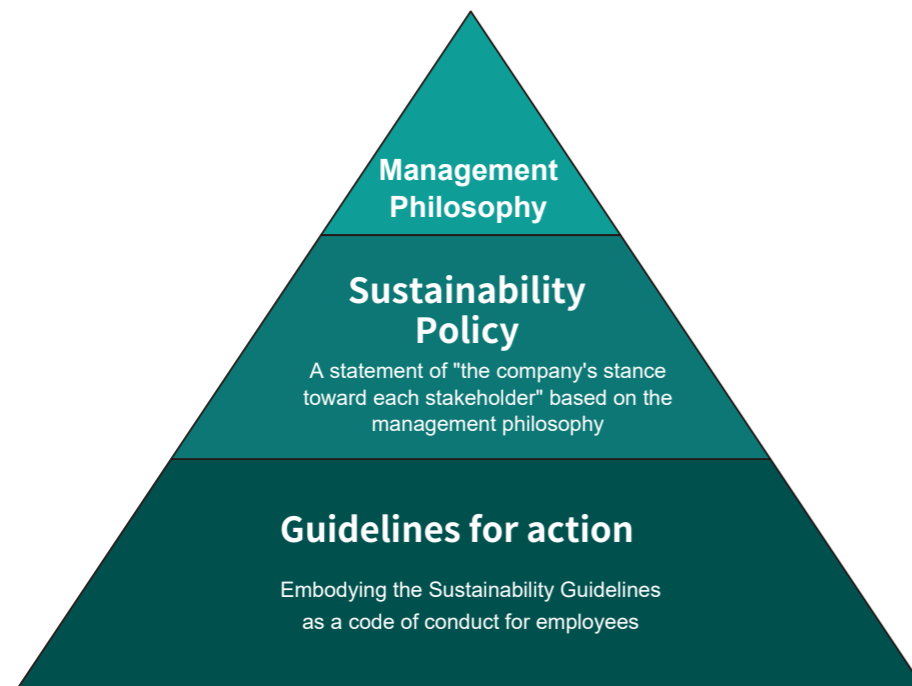 Management
Philosophy
Sustainability
Policy
A statement of "the company's stance
toward each stakeholder" based on the
management philosophy
Guidelines for action
Embodying the Sustainability Guidelines
as a code of conduct for employees